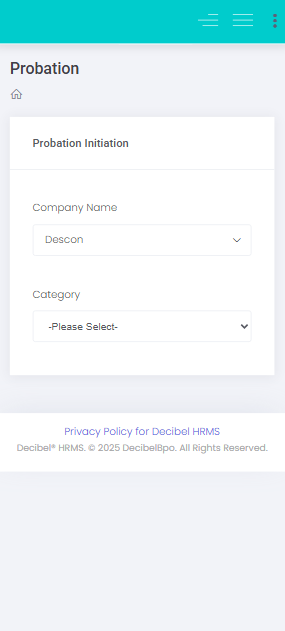 Probation
Probation Initiation
Company Name
Descon
Category
-Please Select-
Privacy Policy for Decibel HRMS
Decibel® HRMS. © 2025 DecibelBpo. All Rights Reserved.